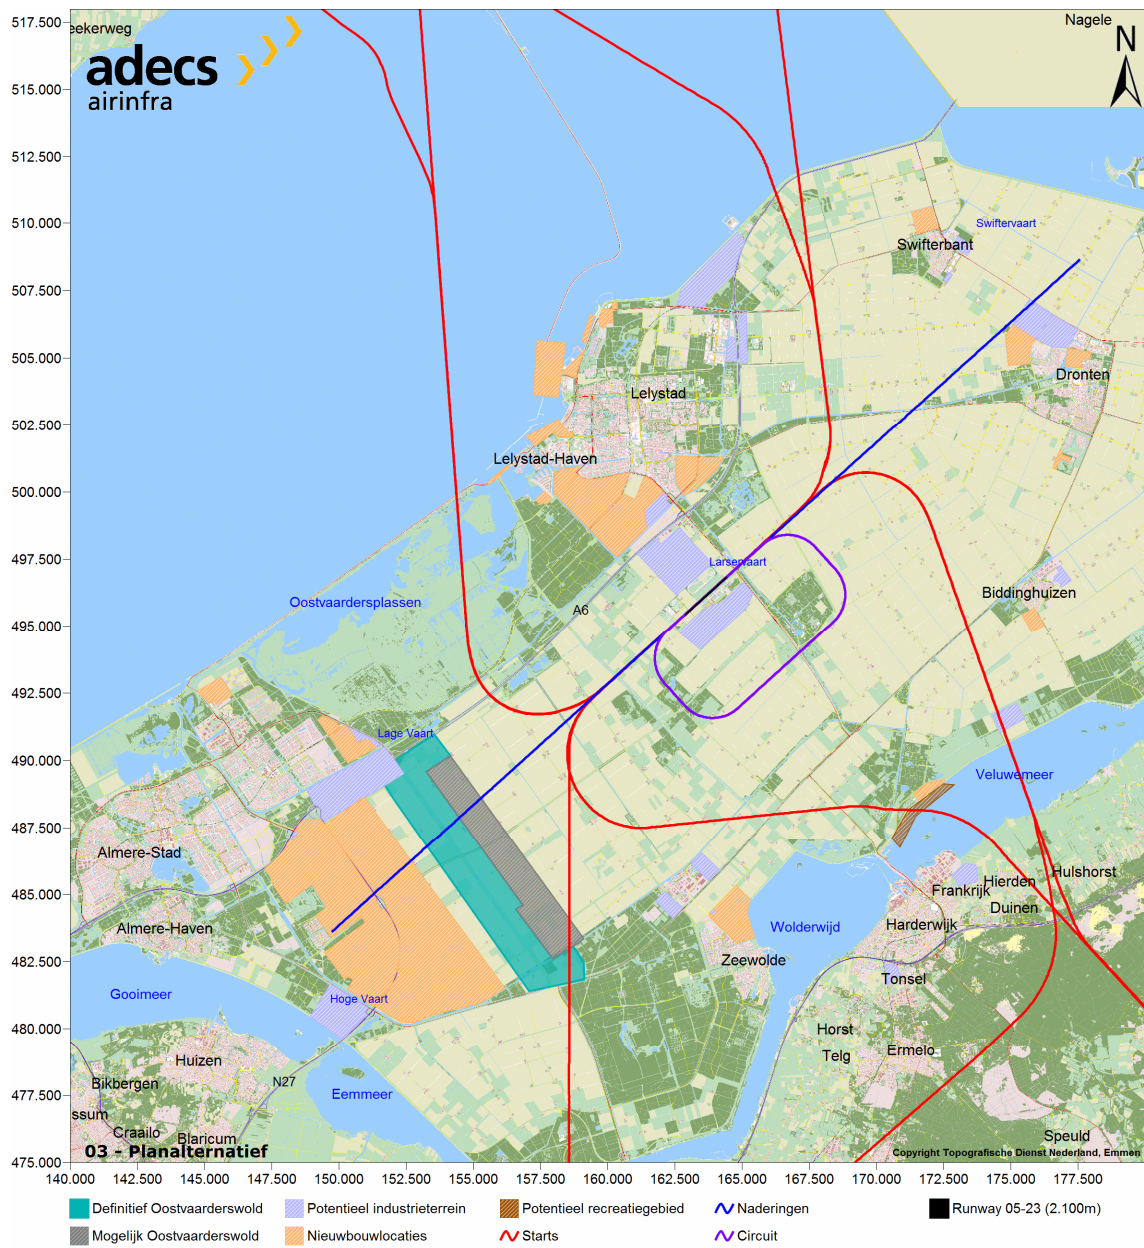 517.500
eekerweg
Nagele
N
adecs
airinfra
515.000
512.500
510.000
Swiftervaart
Swifterbant
507.500
505.000
Dronten
Lelystad
502.500
Lelystad-Haven
500.000
497.500
Larservaart
Biddinghuizen
Oostvaardersplassen
A6
495.000
492.500
Lage Vaart
490.000
Veluwemeer
487.500
Almere-Stad
Hulshorst
Hierden
Frankrijk
485.000
Duinen
Almere-Haven
Wolderwijd
Harderwijk
Zeewolde
482.500
Tonsel
Gooimeer
Hoge Vaart
480.000
Horst
Huizen
Ermelo
Telg
Bikbergen
N27
477.500
Eemmeer
ssum
Craailo
Blaricum
Speuld
03 - Planalternatief
Copyright Topografische Dienst Nederland, Emmen
475.000
140.000 142.500 145.000 147.500 150.000 152.500 155.000 157.500 160.000 162.500 165.000 167.500 170.000 172.500 175.000 177.500
Definitief Oostvaarderswold
Potentieel industrieterrein
Potentieel recreatiegebied
Naderingen
Runway 05-23 (2.100m)
Mogelijk Oostvaarderswold
Nieuwbouwlocaties
Starts
Circuit